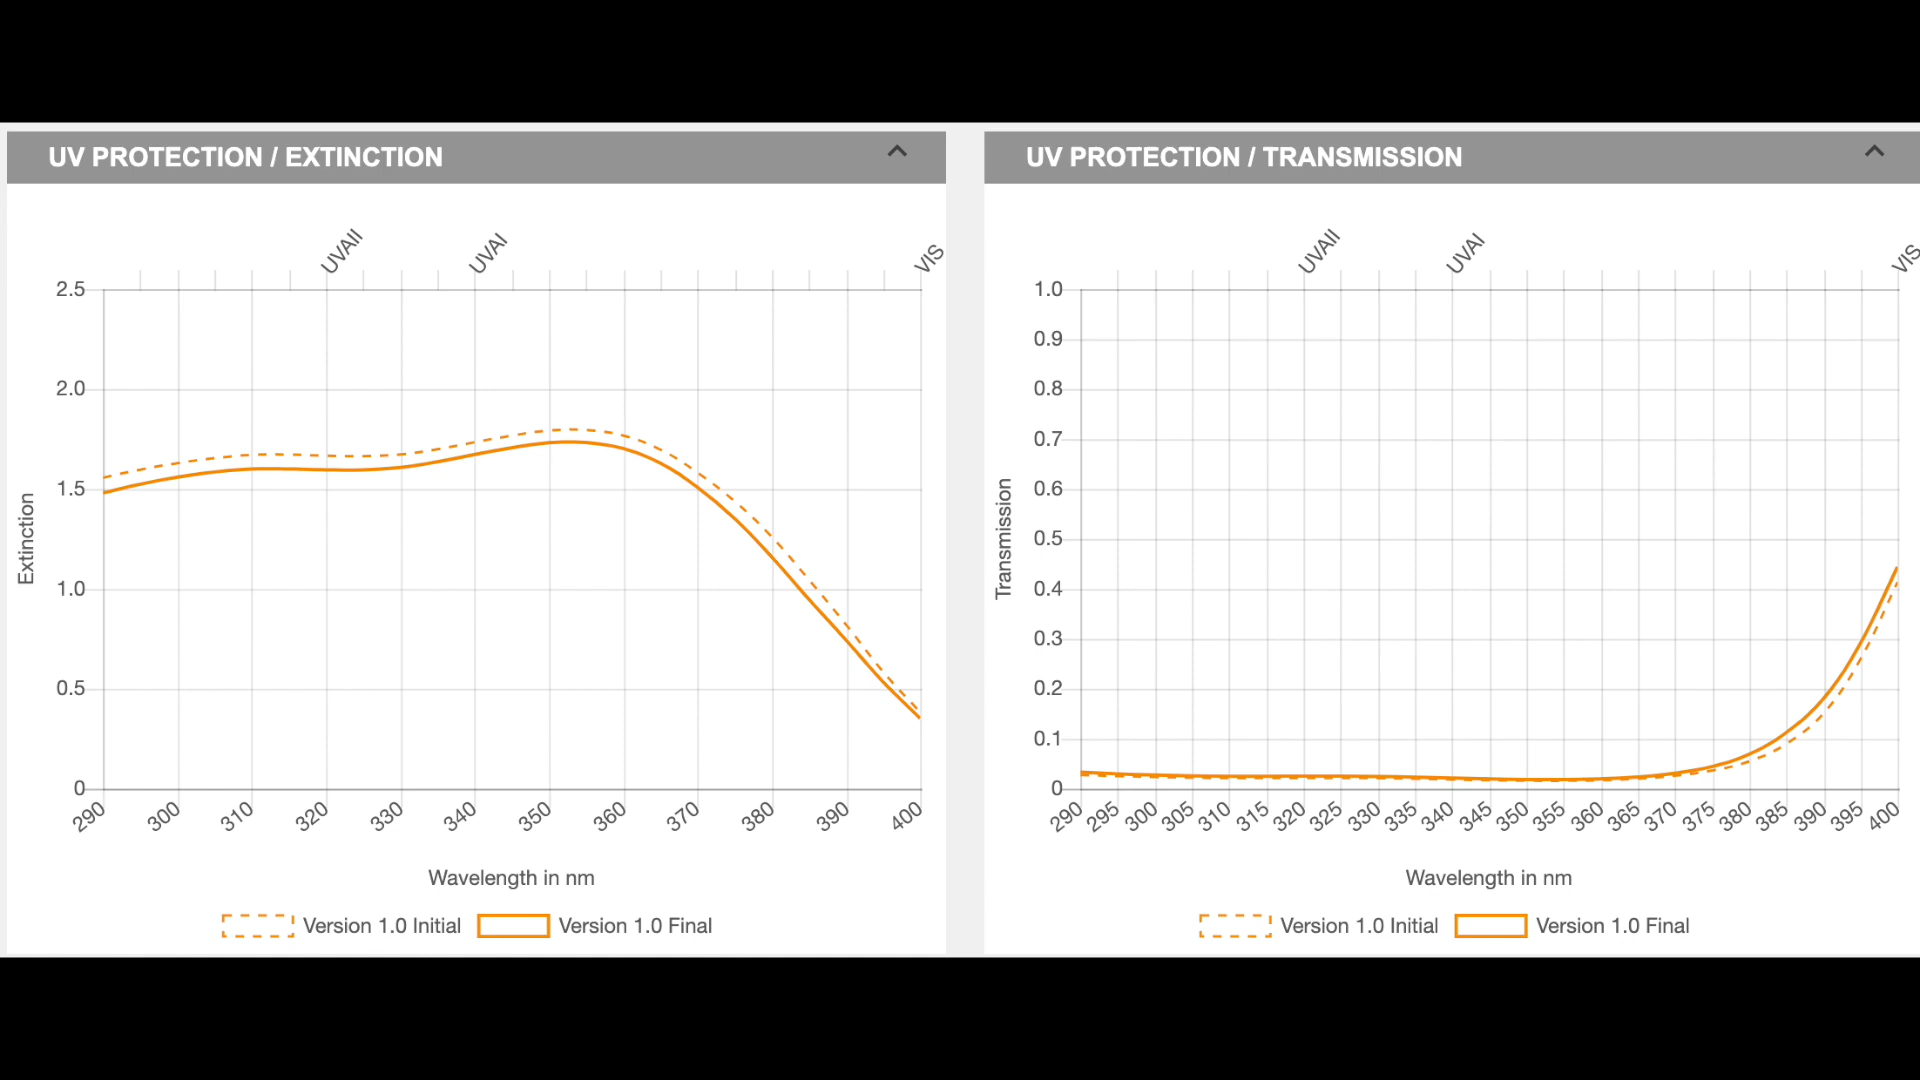 UV PROTECTION / EXTINCTION
UVAII
UVAI
VIS
2.5
2.0
1.5
1.0
0.5
0
Extinction
290 300 310 320 330 340 350 360 370 380 390 400
Wavelength in nm
Version 1.0 Initial Version 1.0 Final
UV PROTECTION / TRANSMISSION
UVAII
UVAI
VIS
1.0
0.9
0.8
0.7
0.6
0.5
0.4
0.3
0.2
0.1
0
Transmission
290 295 300 305 310 315 320 325 330 335 340 345 350 355 360 365 370 375 380 385 390 395 400
Wavelength in nm
Version 1.0 Initial Version 1.0 Final